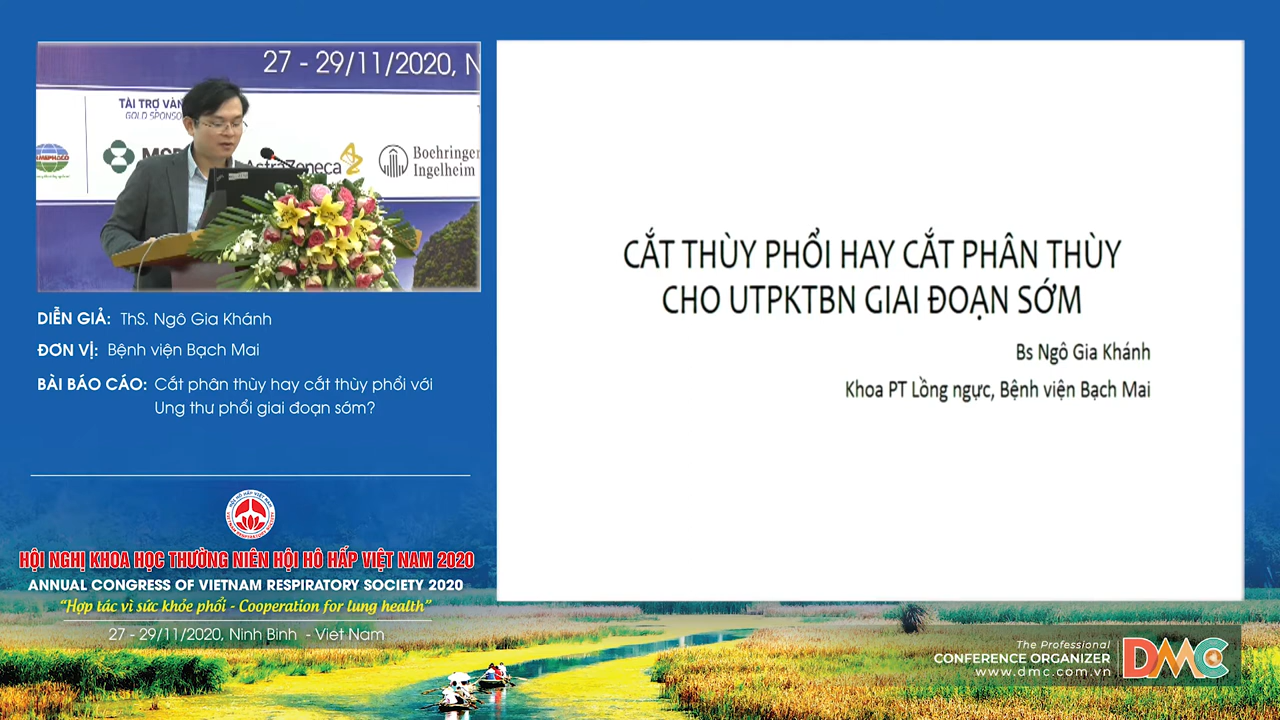 27 - 29/11/2020, N
TÀI TRỢ VÀN
GOLD SPONSO
AstraZeneca
Boehringer
Ingelheim
CẮT THÙY PHỔI HAY CẮT PHÂN THÙY
CHO UTPKTBN GIAI ĐOẠN SỚM
Bs Ngô Gia Khánh
Khoa PT Lồng ngực, Bệnh viện Bạch Mai
DIỄN GIẢ: ThS. Ngô Gia Khánh
ĐƠN VỊ: Bệnh viện Bạch Mai
BÀI BÁO CÁO: Cắt phân thùy hay cắt thùy phổi với
Ung thư phổi giai đoạn sớm?
HỘI NGHỊ KHOA HỌC THƯỜNG NIÊN HỘI HÔ HẤP VIỆT NAM 2020
ANNUAL CONGRESS OF VIETNAM RESPIRATORY SOCIETY 2020
“Hợp tác vì sức khỏe phổi - Cooperation for lung health”
27 - 29/11/2020, Ninh Bình - Viet Nam
The Professional
CONFERENCE ORGANIZER
www.dmc.com.vn
DMC